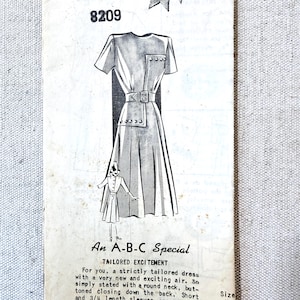 8209
An A-B-C Special
TAILORED EXCITEMENT
For you, a strictly tailored dress
with a very new and exciting air. So
simply stated with a round neck, but-
toned closing down the back. Short Size
and 3/4 length sleeves